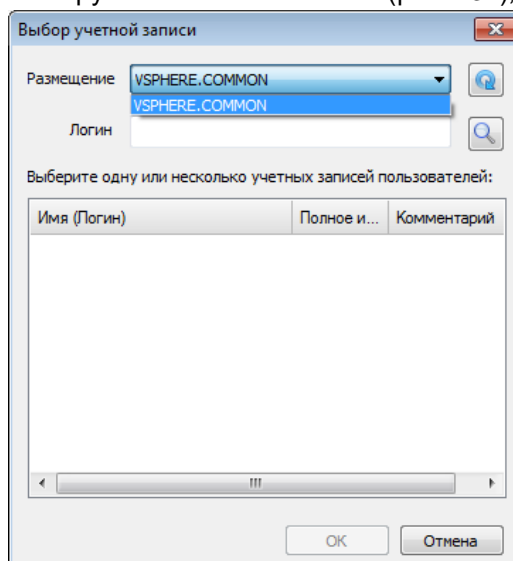 Выбор учетной записи
Размещение VSPHERE.COMMON
VSPHERE.COMMON
Логин
Выберите одну или несколько учетных записей пользователей:
Имя (Логин) Полное и... Комментарий
OK Отмена